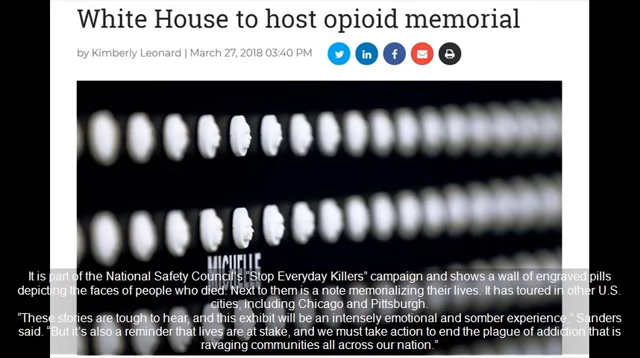 White House to host opioid memorial
by Kimberly Leonard | March 27, 2018 03:40 PM
MICHELLE
It is part of the National Safety Council's “Stop Everyday Killers” campaign and shows a wall of engraved pills
depicting the faces of people who died. Next to them is a note memorializing their lives. It has toured in other U.S.
cities, including Chicago and Pittsburgh.
“These stories are tough to hear, and this exhibit will be an intensely emotional and somber experience,” Sanders
said. “But it’s also a reminder that lives are at stake, and we must take action to end the plague of addiction that is
ravaging communities all across our nation.”